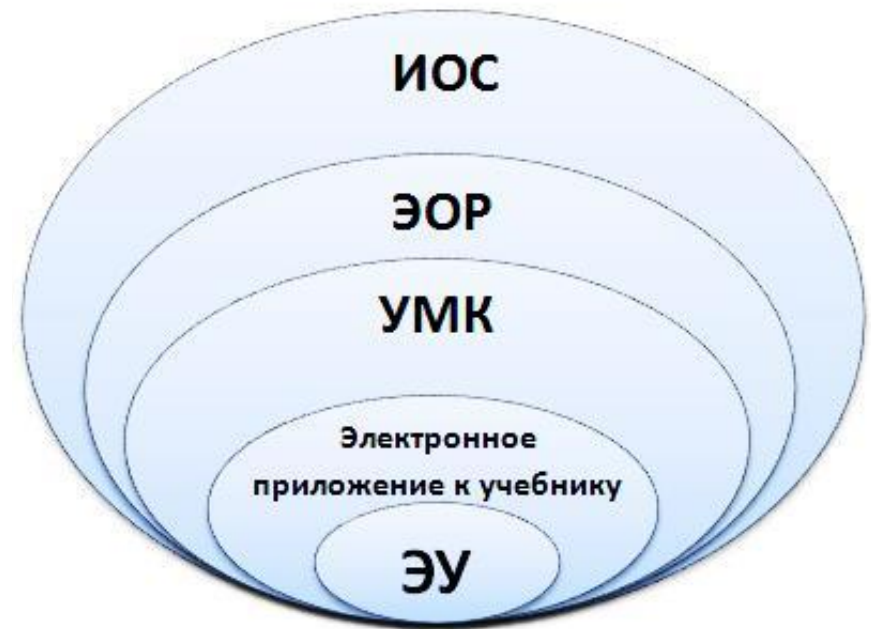 ИОС
ЭОР
УМК
Электронное
приложение к учебнику
ЭУ